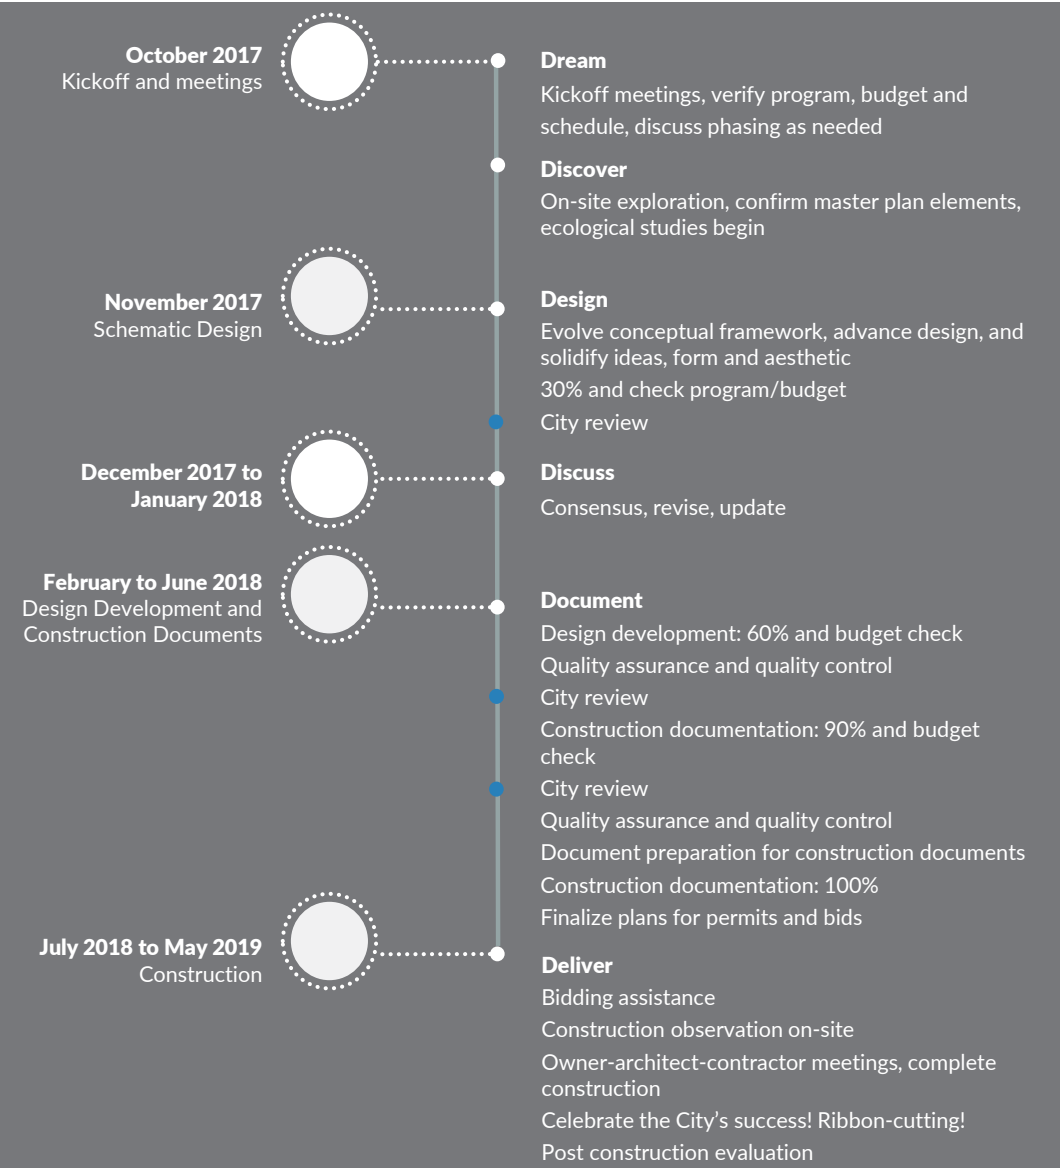 October 2017
Kickoff and meetings
Dream
Kickoff meetings, verify program, budget and
schedule, discuss phasing as needed
Discover
On-site exploration, confirm master plan elements,
ecological studies begin
November 2017
Schematic Design
Design
Evolve conceptual framework, advance design, and
solidify ideas, form and aesthetic
30% and check program/budget
City review
December 2017 to
January 2018
Discuss
Consensus, revise, update
February to June 2018
Design Development and
Construction Documents
Document
Design development: 60% and budget check
Quality assurance and quality control
City review
Construction documentation: 90% and budget
check
City review
Quality assurance and quality control
Document preparation for construction documents
Construction documentation: 100%
Finalize plans for permits and bids
July 2018 to May 2019
Construction
Deliver
Bidding assistance
Construction observation on-site
Owner-architect-contractor meetings, complete
construction
Celebrate the City’s success! Ribbon-cutting!
Post construction evaluation